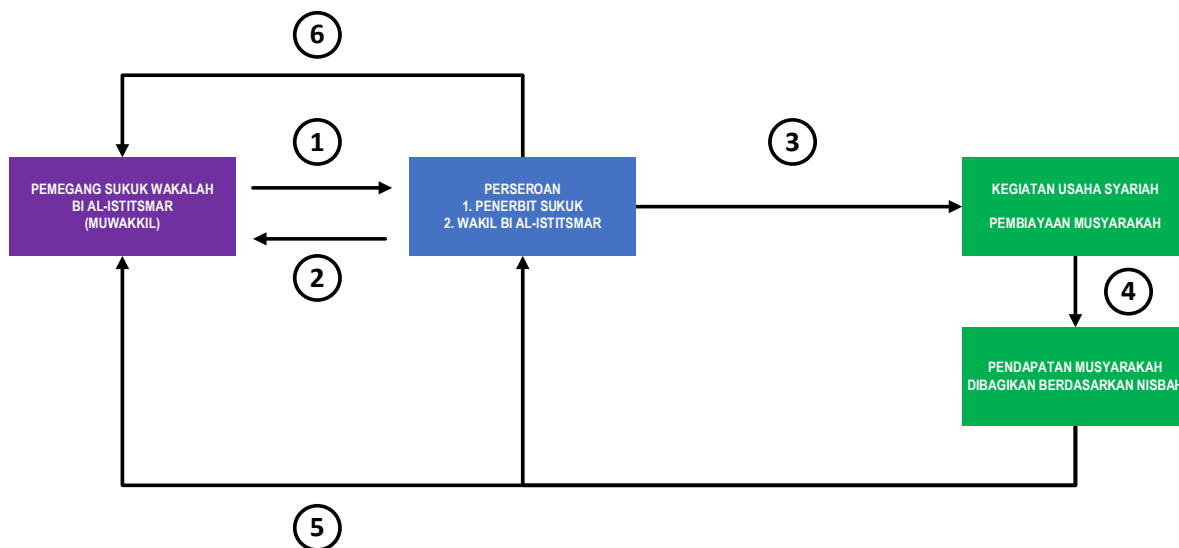 6
1
3
PEMEGANG SUKUK WAKALAH
BI AL-ISTITSMAR
(MUWAKKIL)
PERSEROAN
1. PENERBIT SUKUK
2. WAKIL BI AL-ISTITSMAR
KEGIATAN USAHA SYARIAH
PEMBIAYAAN MUSYARAKAH
2
4
PENDAPATAN MUSYARAKAH
DIBAGIKAN BERDASARKAN NISBAH
5